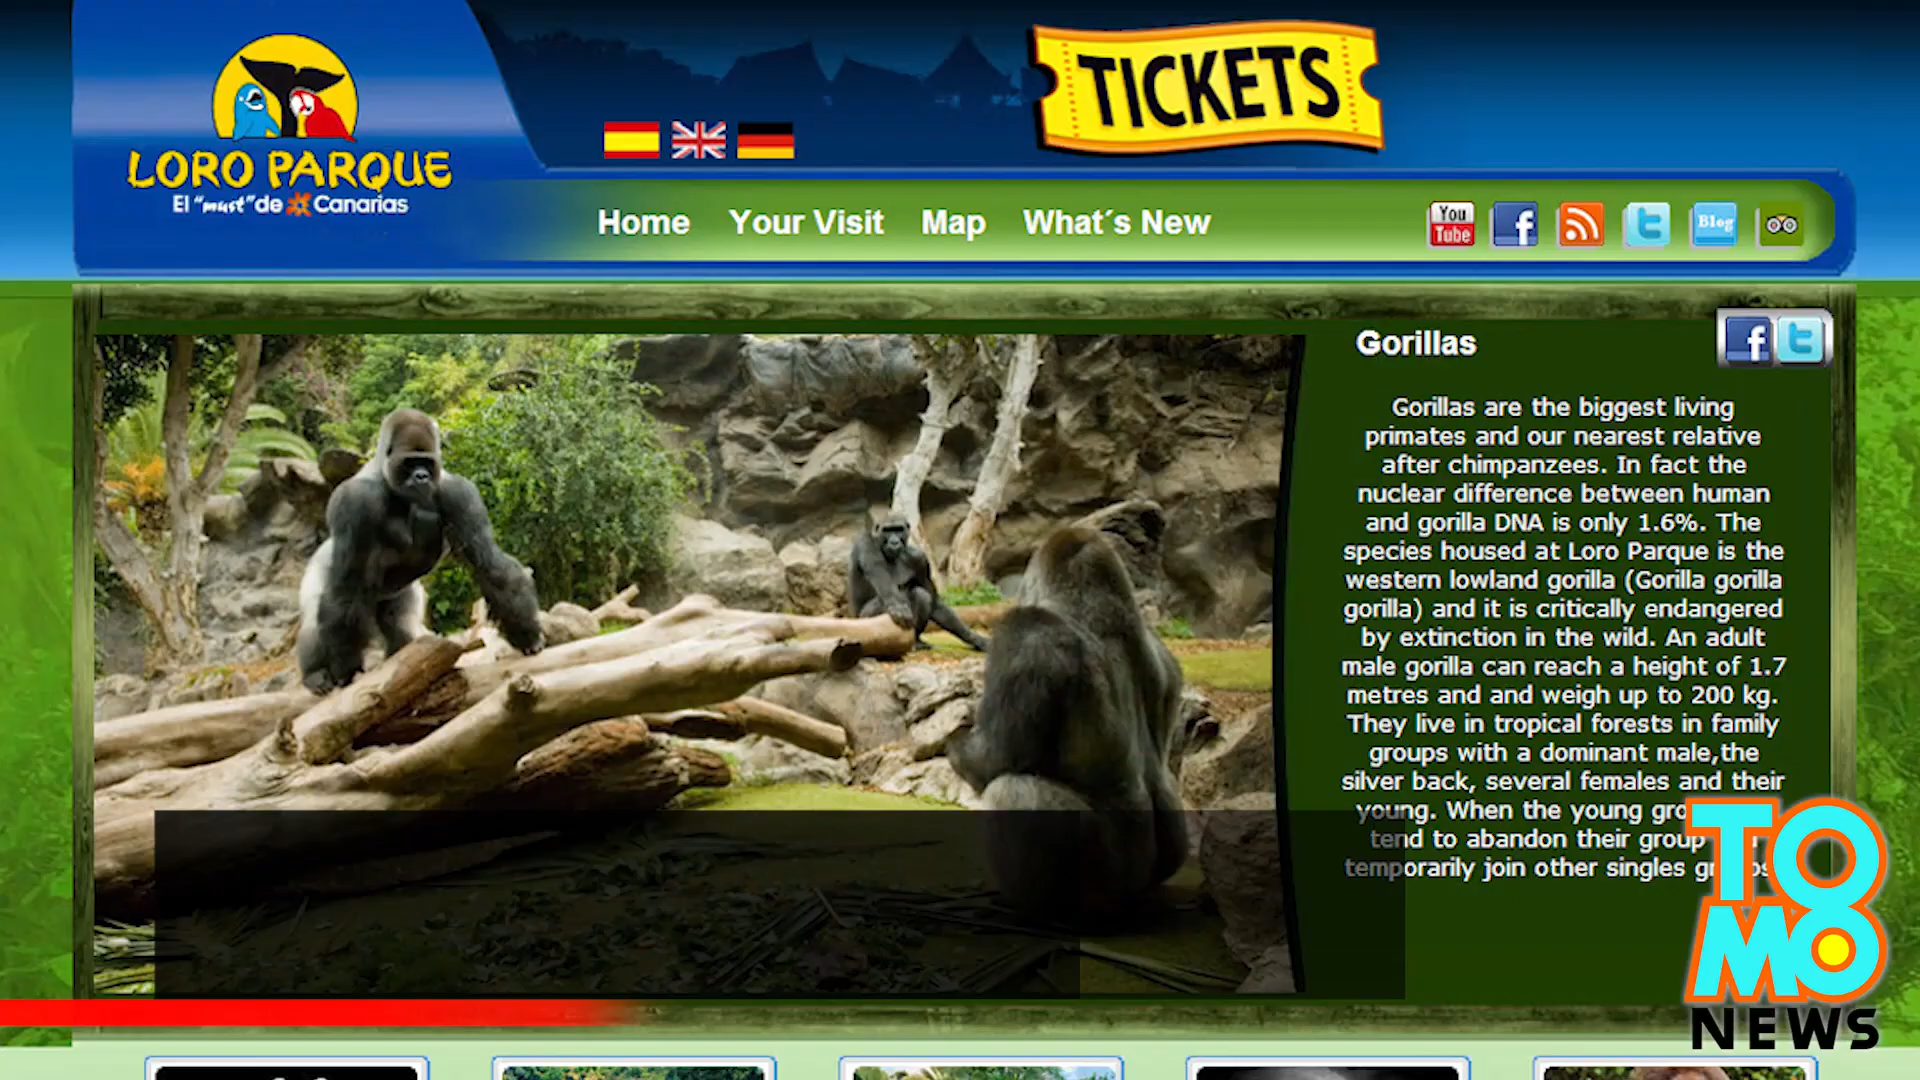 TICKETS
LORO PARQUE
El "must" de Canarias
Home Your Visit Map What´s New
You Tube
f
t
Blog
Gorillas
f
t
Gorillas are the biggest living
primates and our nearest relative
after chimpanzees. In fact the
nuclear difference between human
and gorilla DNA is only 1.6%. The
species housed at Loro Parque is the
western lowland gorilla (Gorilla gorilla
gorilla) and it is critically endangered
by extinction in the wild. An adult
male gorilla can reach a height of 1.7
metres and and weigh up to 200 kg.
They live in tropical forests in family
groups with a dominant male,the
silver back, several females and their
young. When the young
tend to abandon their group
temporarily join other singles
TOMO
NEWS